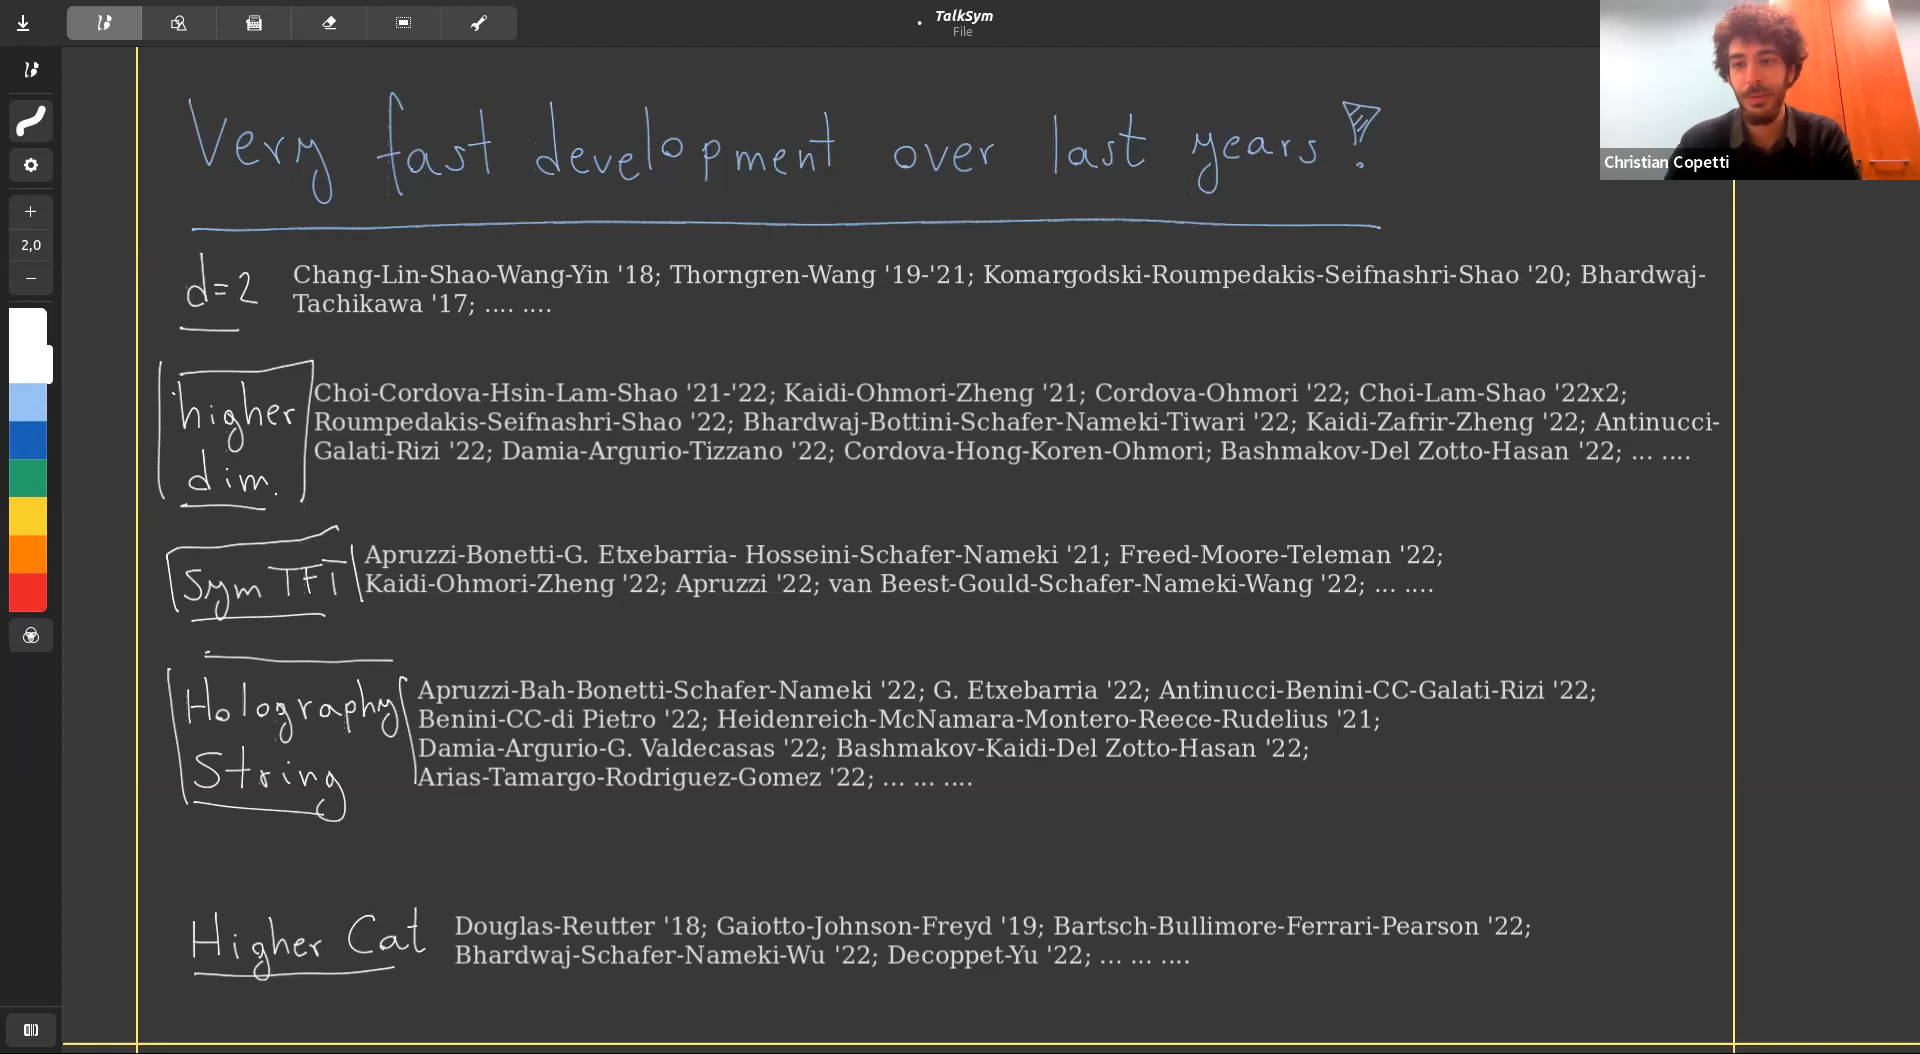 TalkSym
File
Christian Copetti
2,0
Very fast development over last years!
d=2
Chang-Lin-Shao-Wang-Yin '18; Thorngren-Wang '19-'21; Komargodski-Roumpedakis-Seifnashri-Shao '20; Bhardwaj-
Tachikawa '17; .... ....
higher
dim.
Choi-Cordova-Hsin-Lam-Shao '21-'22; Kaidi-Ohmori-Zheng '21; Cordova-Ohmori '22; Choi-Lam-Shao '22x2;
Roumpedakis-Seifnashri-Shao '22; Bhardwaj-Bottini-Schafer-Nameki-Tiwari '22; Kaidi-Zafrir-Zheng '22; Antinucci-
Galati-Rizi '22; Damia-Argurio-Tizzano '22; Cordova-Hong-Koren-Ohmori; Bashmakov-Del Zotto-Hasan '22; ... ....
Sym TFT
Apruzzi-Bonetti-G. Etxebarria- Hosseini-Schafer-Nameki '21; Freed-Moore-Teleman '22;
Kaidi-Ohmori-Zheng '22; Apruzzi '22; van Beest-Gould-Schafer-Nameki-Wang '22; ... ....
Holography
String
Apruzzi-Bah-Bonetti-Schafer-Nameki '22; G. Etxebarria '22; Antinucci-Benini-CC-Galati-Rizi '22;
Benini-CC-di Pietro '22; Heidenreich-McNamara-Montero-Reece-Rudelius '21;
Damia-Argurio-G. Valdecasas '22; Bashmakov-Kaidi-Del Zotto-Hasan '22;
Arias-Tamargo-Rodriguez-Gomez '22; ... ... ....
Higher Cat
Douglas-Reutter '18; Gaiotto-Johnson-Freyd '19; Bartsch-Bullimore-Ferrari-Pearson '22;
Bhardwaj-Schafer-Nameki-Wu '22; Decoppet-Yu '22; ... ... ....